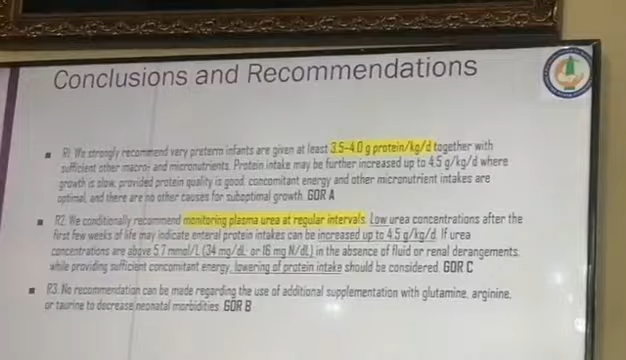 Conclusions and Recommendations
R1. We strongly recommend very preterm infants are given at least 3.5-4.0 g protein/kg/d together with
sufficient other macro- and micronutrients. Protein intake may be further increased up to 4.5 g/kg/d where
growth is slow, provided protein quality is good, concomitant energy and other micronutrient intakes are
optimal, and there are no other causes for suboptimal growth. GOR A
R2. We conditionally recommend monitoring plasma urea at regular intervals. Low urea concentrations after the
first few weeks of life may indicate enteral protein intakes can be increased up to 4.5 g/kg/d. If urea
concentrations are above 5.7 mmol/L (34 mg/dL or 16 mg N/dL) in the absence of fluid or renal derangements,
while providing sufficient concomitant energy, lowering of protein intake should be considered. GOR C
R3. No recommendation can be made regarding the use of additional supplementation with glutamine, arginine,
or taurine to decrease neonatal morbidities. GOR B